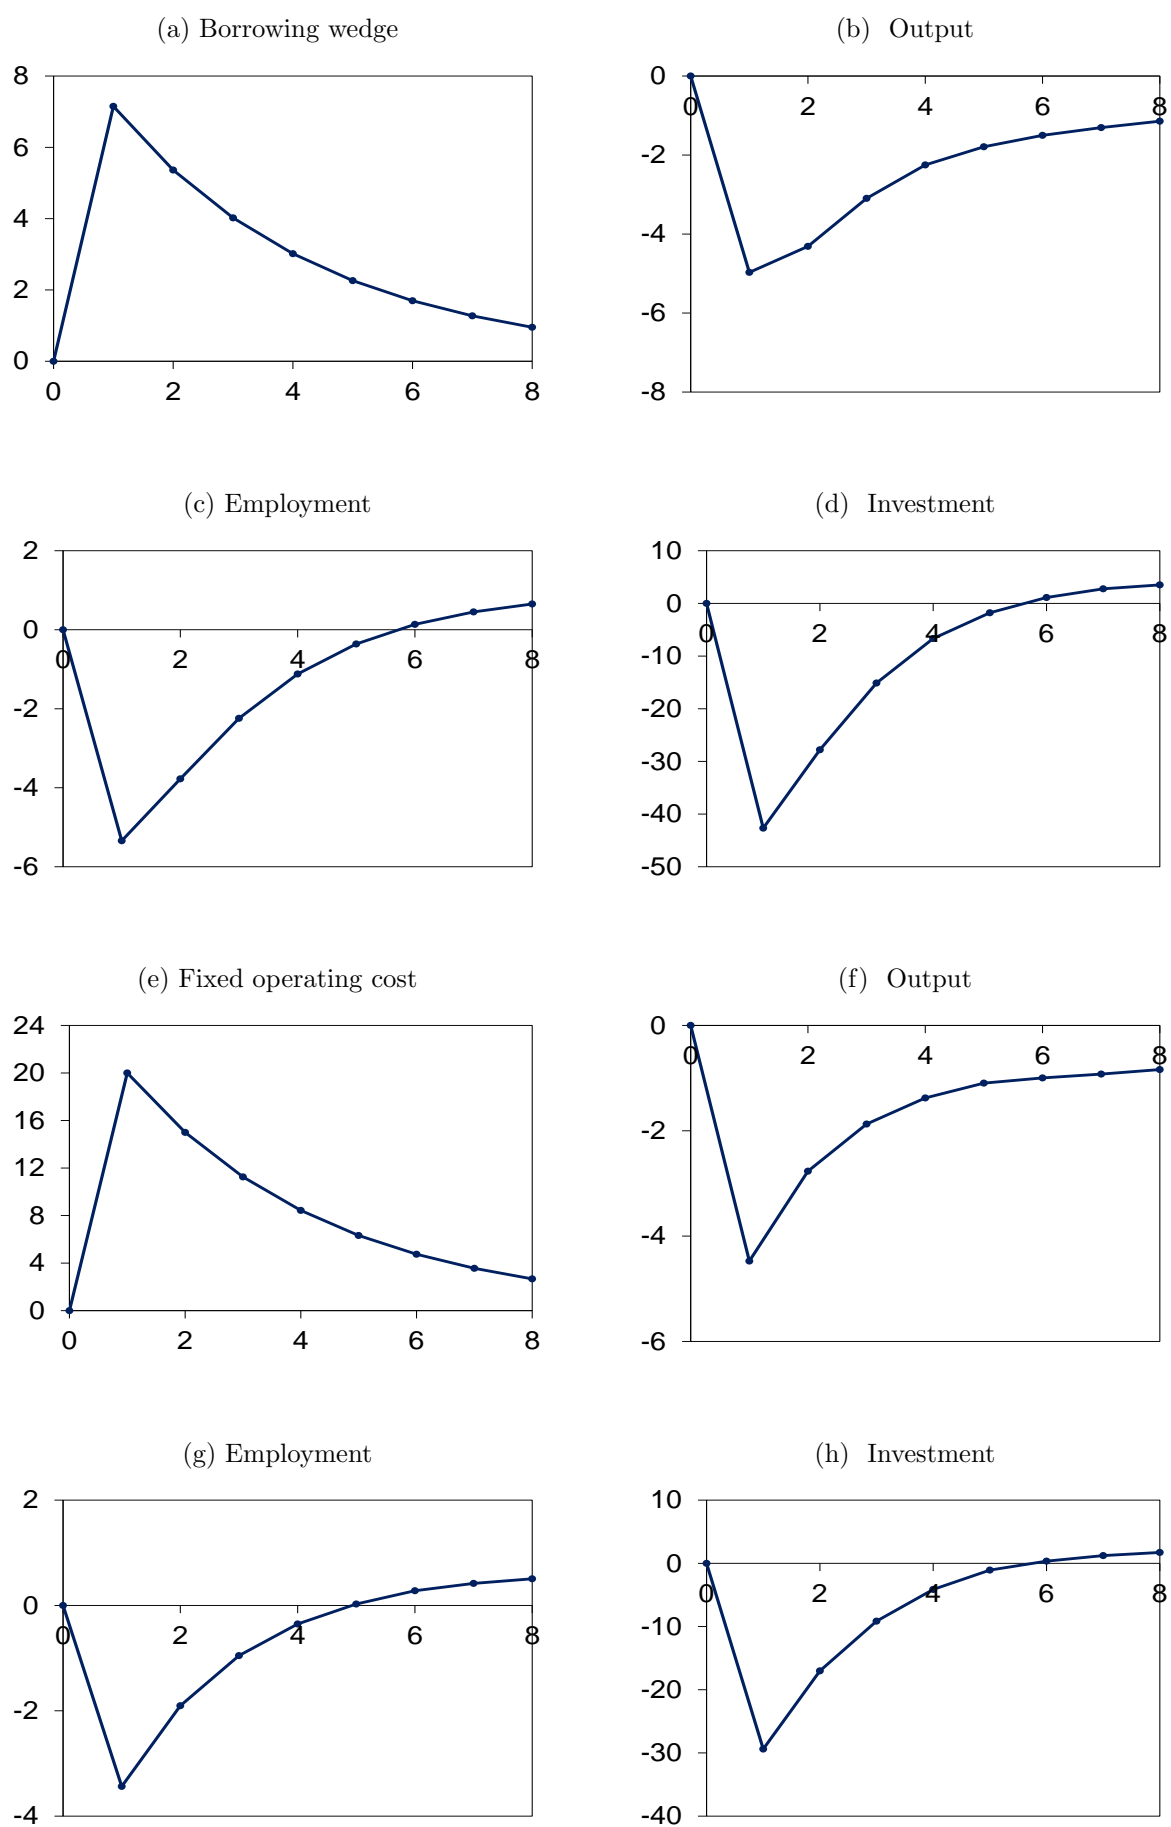 (a) Borrowing wedge
8
6
4
2
0
0 2 4 6 8
(b) Output
0
-2
-4
-6
-8
0 2 4 6 8
(c) Employment
2
0
-2
-4
-6
0 2 4 6 8
(d) Investment
10
0
-10
-20
-30
-40
-50
0 2 4 6 8
(e) Fixed operating cost
24
20
16
12
8
4
0
0 2 4 6 8
(f) Output
0
-2
-4
-6
0 2 4 6 8
(g) Employment
2
0
-2
-4
0 2 4 6 8
(h) Investment
10
0
-10
-20
-30
-40
0 2 4 6 8